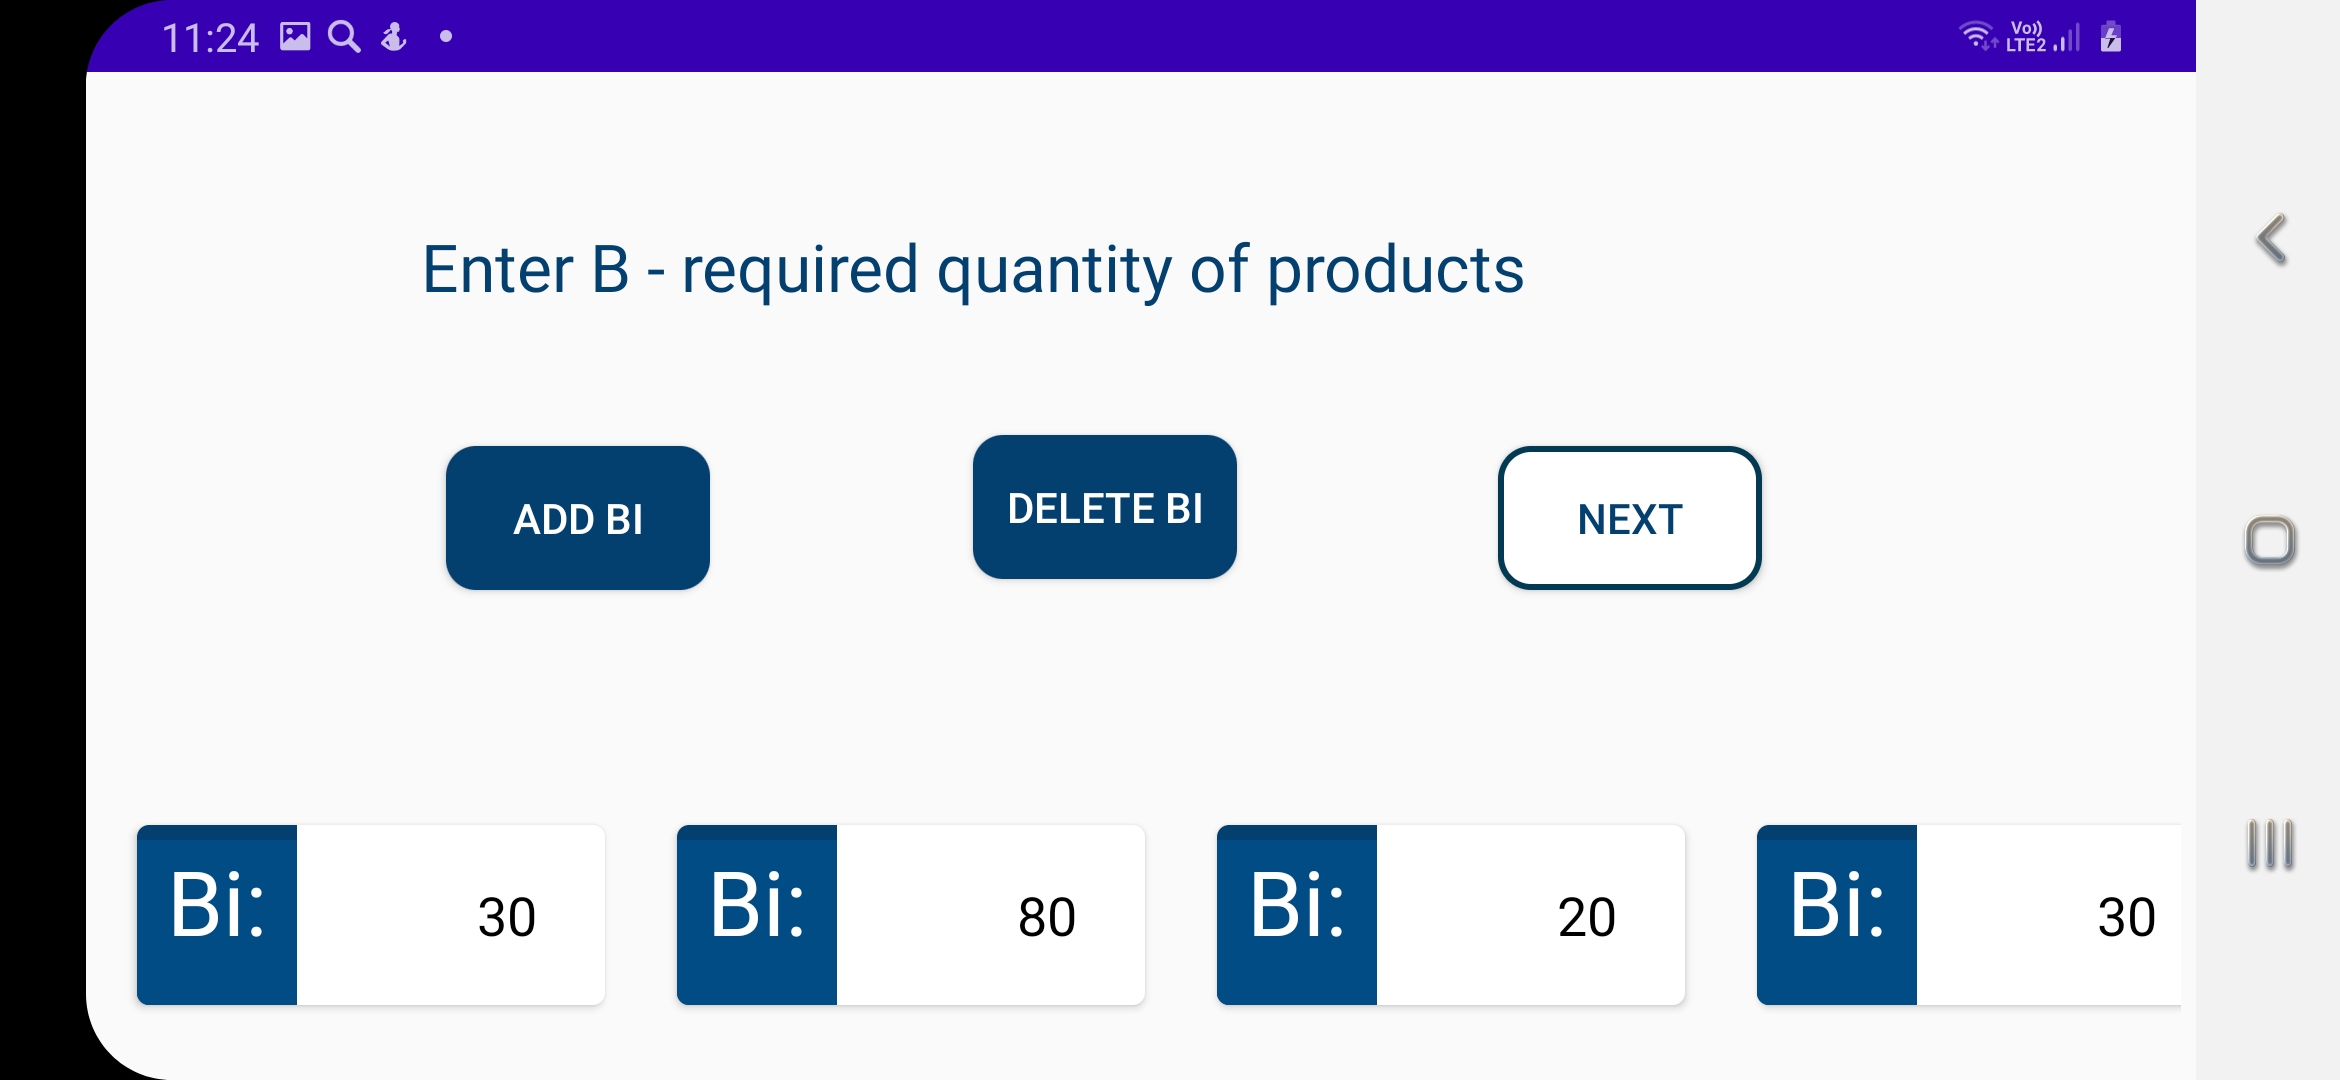 11:24
Vo))
LTE2
Enter B - required quantity of products
ADD BI
DELETE BI
NEXT
Bi: 30
Bi: 80
Bi: 20
Bi: 30